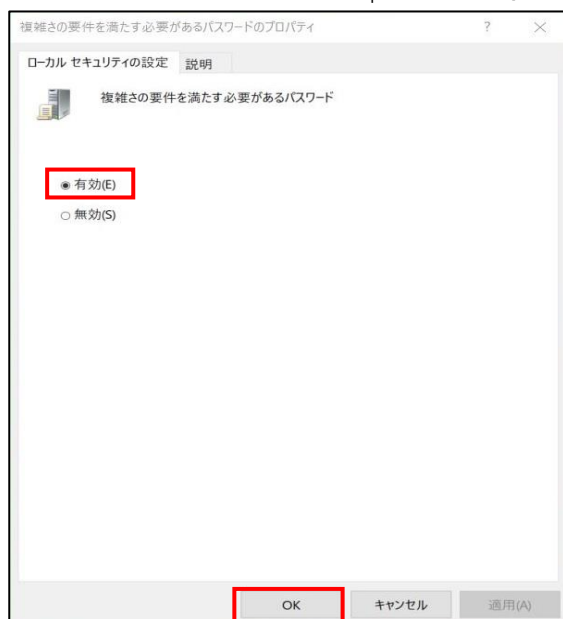 複雑さの要件を満たす必要があるパスワードのプロパティ ? ×
ローカル セキュリティの設定 説明
複雑さの要件を満たす必要があるパスワード
有効(E)
無効(S)
OK キャンセル 適用(A)